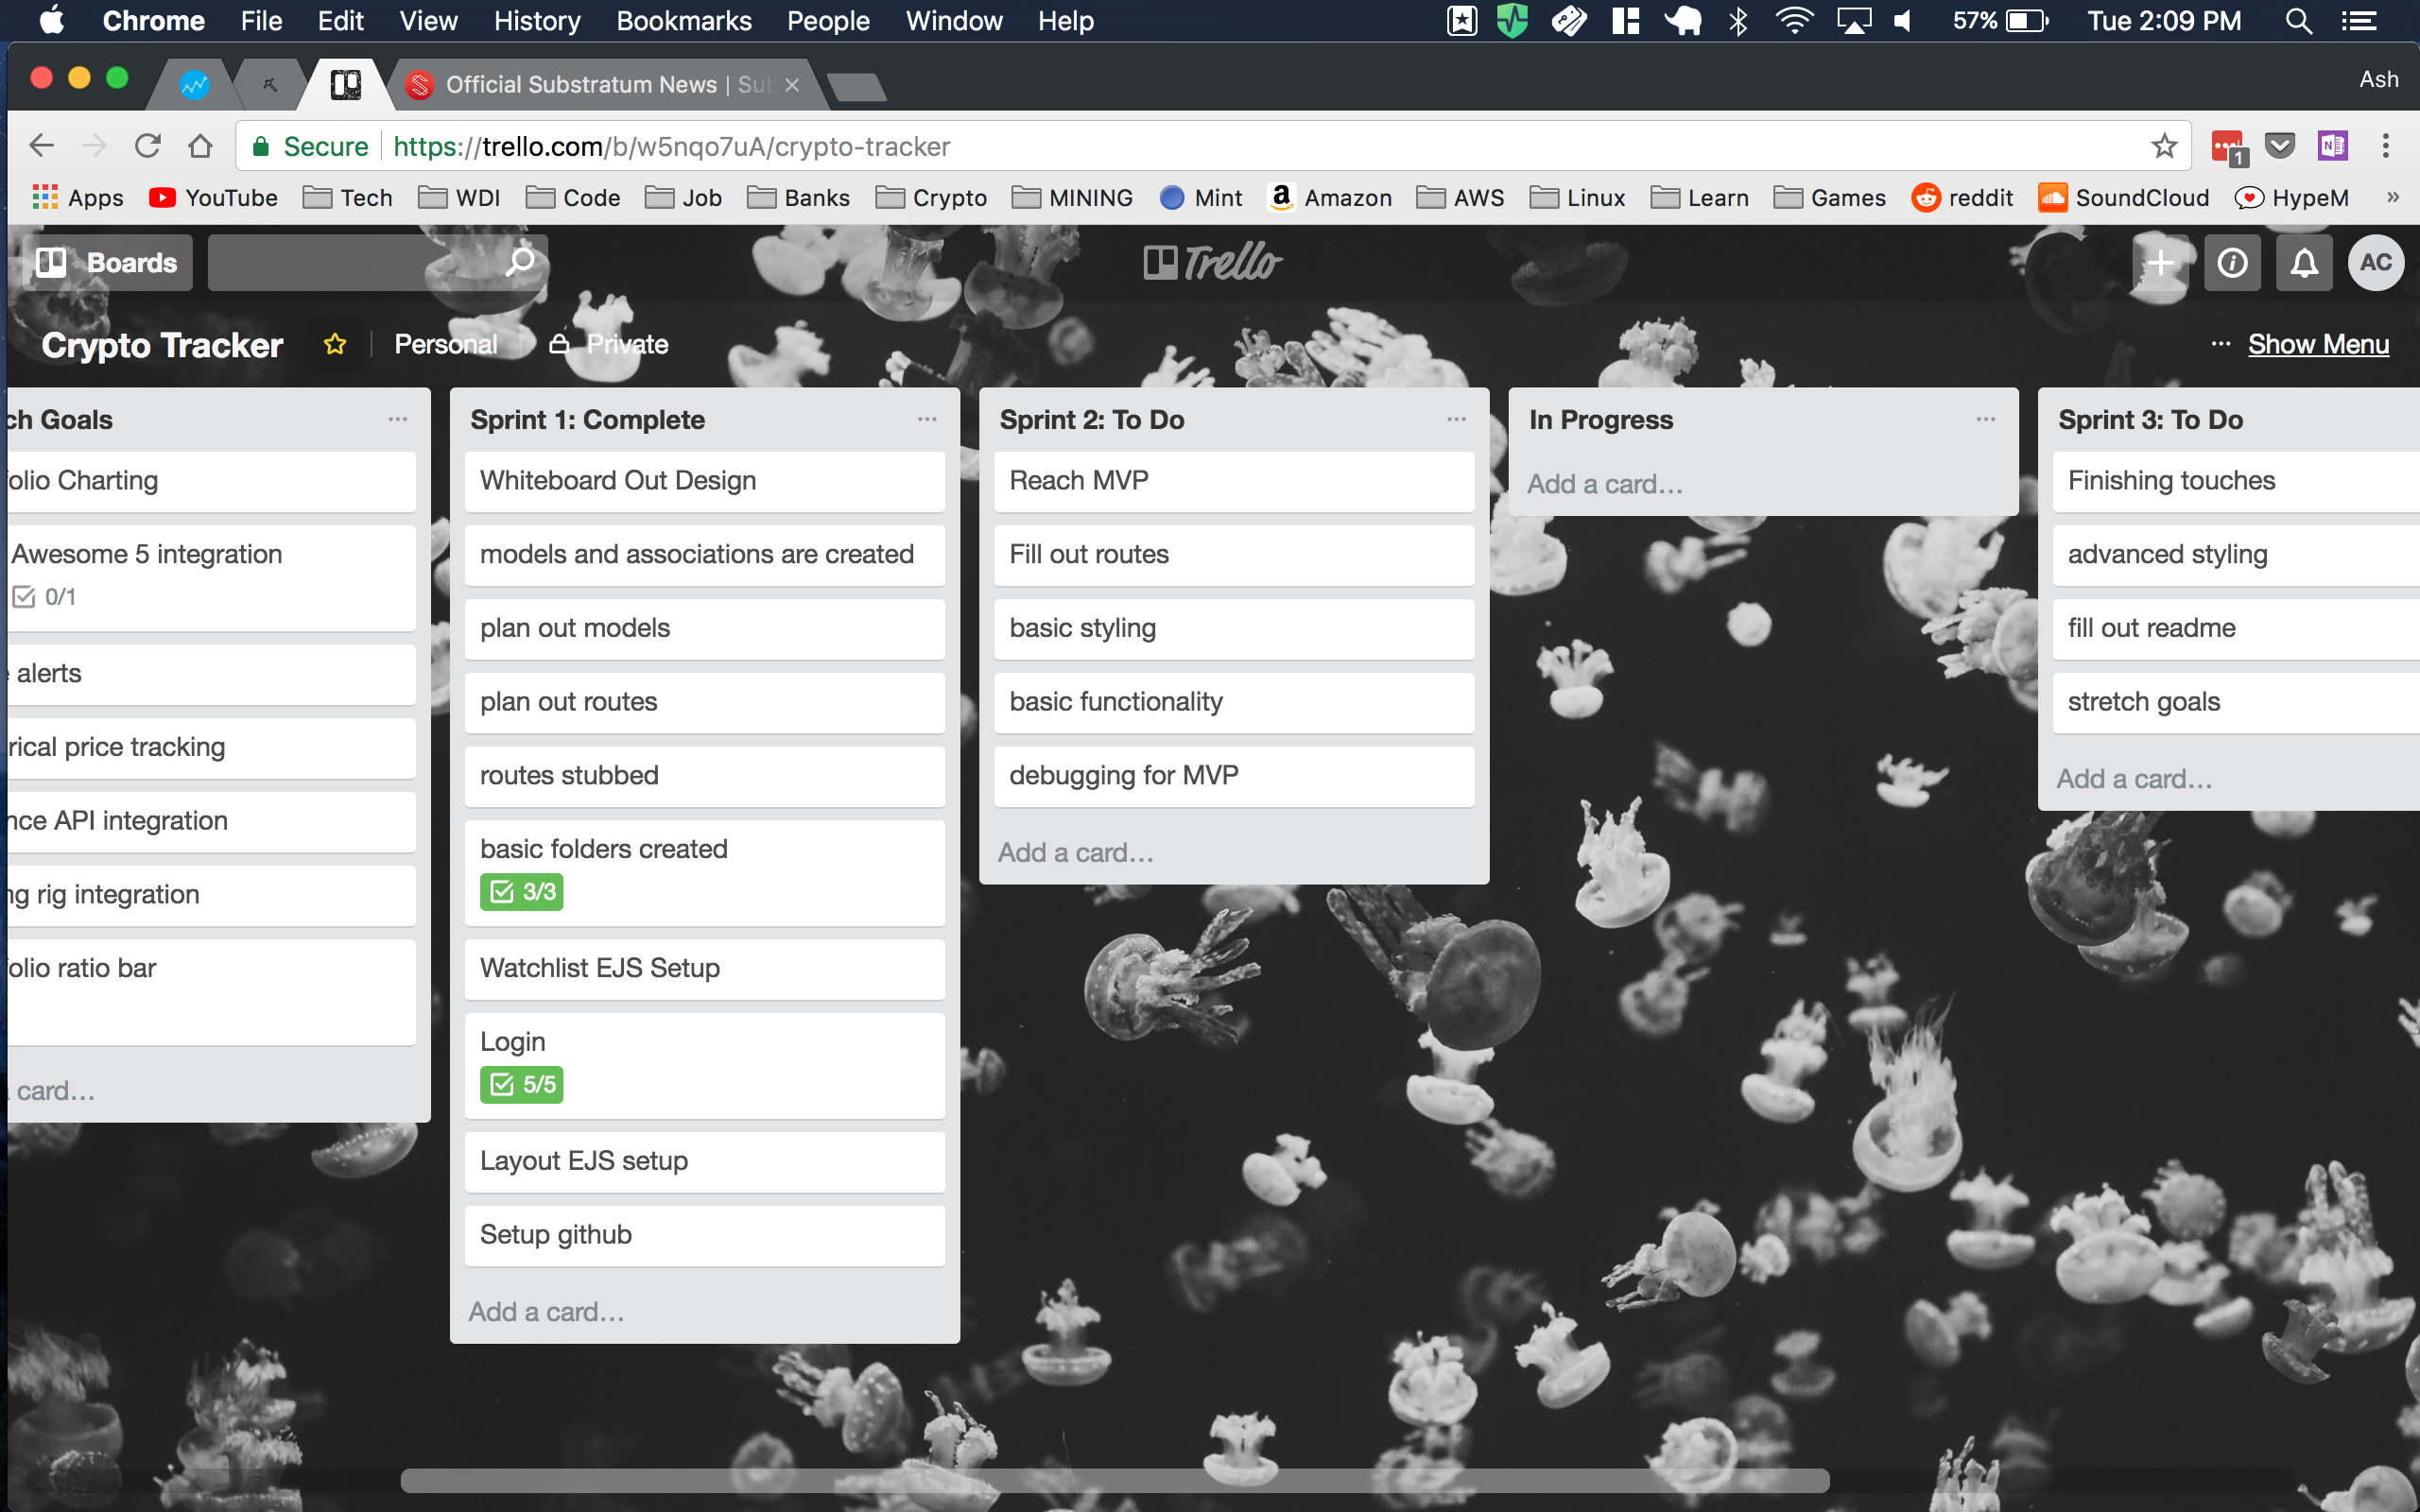 Chrome File Edit View History Bookmarks People Window Help 57% Tue 2:09 PM
Official Substratum News | Sub Ash
Secure https://trello.com/b/w5nqo7uA/crypto-tracker 1
Apps YouTube Tech WDI Code Job Banks Crypto MINING Mint Amazon AWS Linux Learn Games reddit SoundCloud HypeM »
Boards Trello AC
Crypto Tracker Personal Private ... Show Menu
ch Goals
olio Charting
Awesome 5 integration
0/1
alerts
rical price tracking
nce API integration
ng rig integration
olio ratio bar
card…
Sprint 1: Complete
Whiteboard Out Design
models and associations are created
plan out models
plan out routes
routes stubbed
basic folders created
3/3
Watchlist EJS Setup
Login
5/5
Layout EJS setup
Setup github
Add a card…
Sprint 2: To Do
Reach MVP
Fill out routes
basic styling
basic functionality
debugging for MVP
Add a card…
In Progress
Add a card…
Sprint 3: To Do
Finishing touches
advanced styling
fill out readme
stretch goals
Add a card…